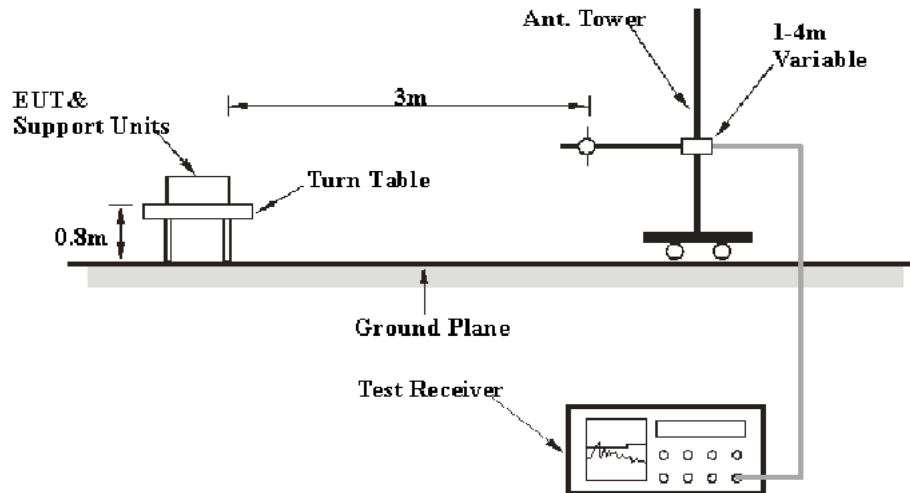 Ant. Tower
1-4m
Variable
3m
EUT&
Support Units
Turn Table
0.8m
Ground Plane
Test Receiver